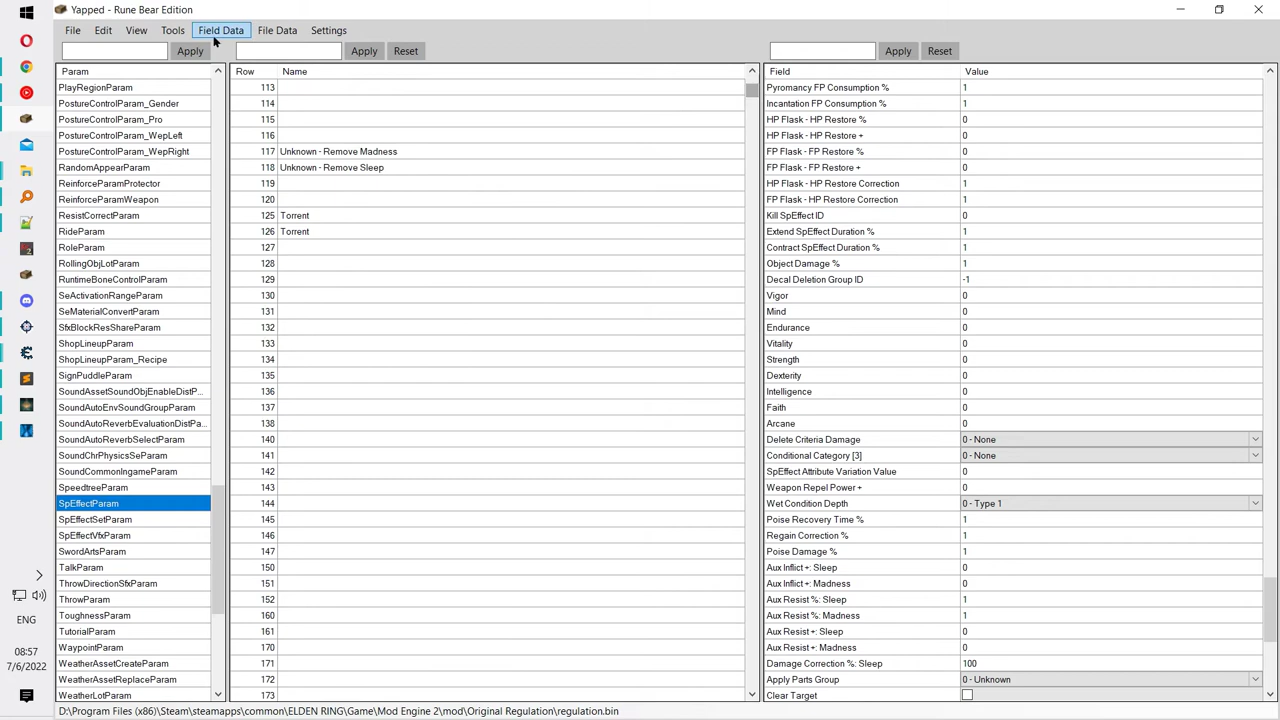 Yapped - Rune Bear Edition
File Edit View Tools Field Data File Data Settings
Apply Apply Reset Apply Reset
Param Row Name Field Value
PlayRegionParam 113 Pyromancy FP Consumption % 1
PostureControlParam_Gender 114 Incantation FP Consumption % 1
PostureControlParam_Pro 115 HP Flask - HP Restore % 0
PostureControlParam_WepLeft 116 HP Flask - HP Restore + 0
PostureControlParam_WepRight 117 Unknown - Remove Madness FP Flask - FP Restore % 0
RandomAppearParam 118 Unknown - Remove Sleep FP Flask - FP Restore + 0
ReinforceParamProtector 119 HP Flask - HP Restore Correction 1
ReinforceParamWeapon 120 FP Flask - HP Restore Correction 1
ResistCorrectParam 125 Torrent Kill SpEffect ID 0
RideParam 126 Torrent Extend SpEffect Duration % 1
RoleParam 127 Contract SpEffect Duration % 1
RollingObjLotParam 128 Object Damage % 1
RuntimeBoneControlParam 129 Decal Deletion Group ID -1
SeActivationRangeParam 130 Vigor 0
SeMaterialConvertParam 131 Mind 0
SfxBlockResShareParam 132 Endurance 0
ShopLineupParam 133 Vitality 0
ShopLineupParam_Recipe 134 Strength 0
SignPuddleParam 135 Dexterity 0
SoundAssetSoundObjEnableDistP... 136 Intelligence 0
SoundAutoEnvSoundGroupParam 137 Faith 0
SoundAutoReverbEvaluationDistPa... 138 Arcane 0
SoundAutoReverbSelectParam 140 Delete Criteria Damage 0 - None
SoundChrPhysicsSeParam 141 Conditional Category [3] 0 - None
SoundCommonIngameParam 142 SpEffect Attribute Variation Value 0
SpeedtreeParam 143 Weapon Repel Power + 0
SpEffectParam 144 Wet Condition Depth 0 - Type 1
SpEffectSetParam 145 Poise Recovery Time % 1
SpEffectVfxParam 146 Regain Correction % 1
SwordArtsParam 147 Poise Damage % 1
TalkParam 150 Aux Inflict +: Sleep 0
ThrowDirectionSfxParam 151 Aux Inflict +: Madness 0
ThrowParam 152 Aux Resist %: Sleep 1
ToughnessParam 160 Aux Resist %: Madness 1
TutorialParam 161 Aux Resist +: Sleep 0
WaypointParam 170 Aux Resist +: Madness 0
WeatherAssetCreateParam 171 Damage Correction %: Sleep 100
WeatherAssetReplaceParam 172 Apply Parts Group 0 - Unknown
WeatherLotParam 173 Clear Target
D:\Program Files (x86)\Steam\steamapps\common\ELDEN RING\Game\Mod Engine 2\mod\Original Regulation\regulation.bin
ENG
08:57
7/6/2022